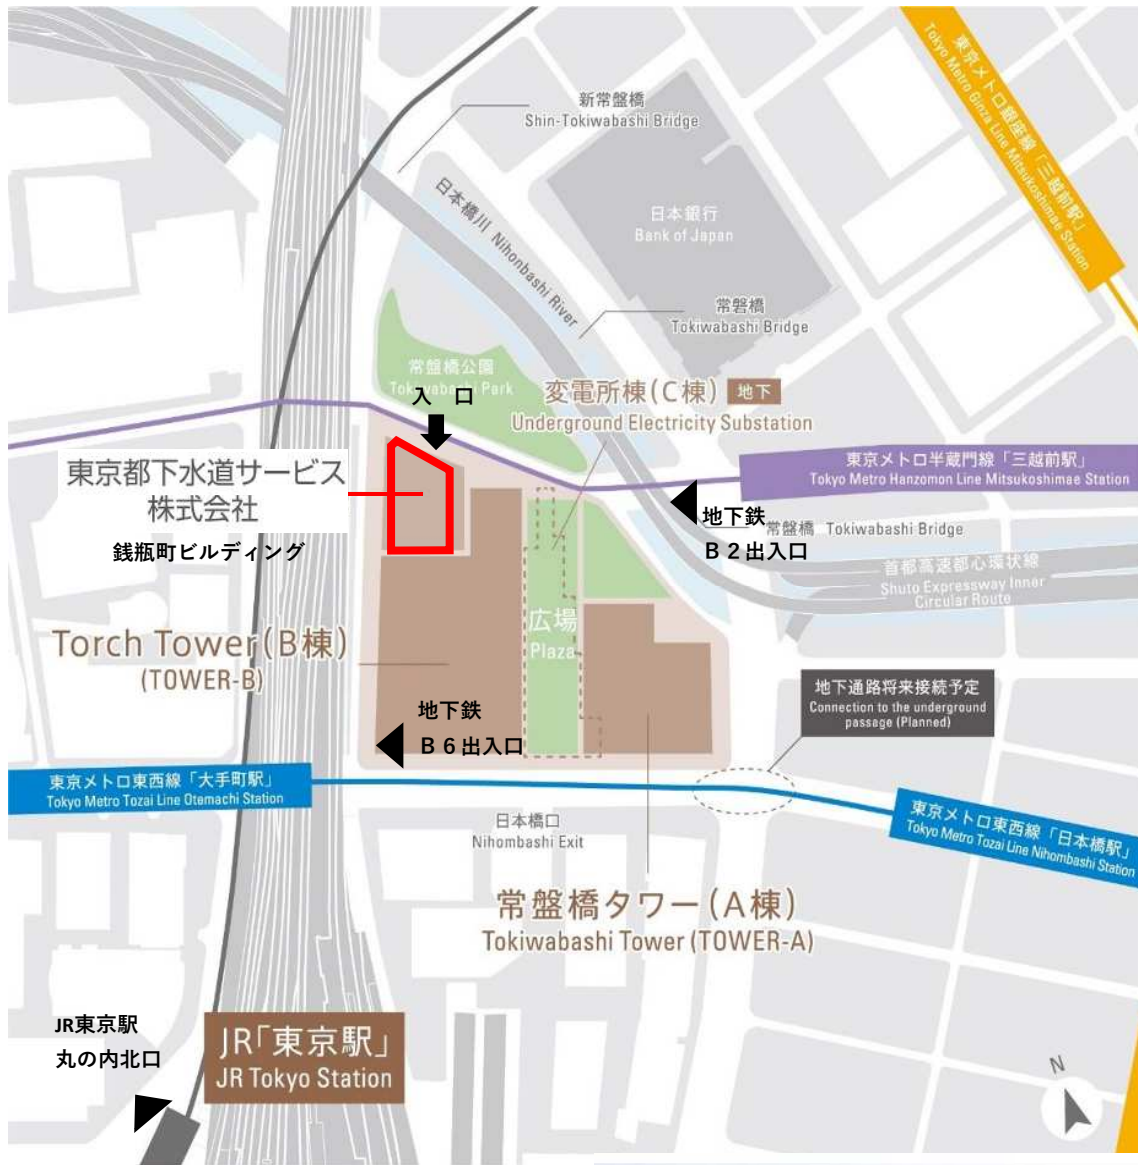 東京メトロ銀座線「三越前駅」
Tokyo Metro Ginza Line Mitsukoshimae Station
新常盤橋
Shin-Tokiwabashi Bridge
日本橋川 Nihonbashi River
日本銀行
Bank of Japan
常磐橋
Tokiwabashi Bridge
常盤橋公園
Tokiwabashi Park
入 口
変電所棟(C棟) 地下
Underground Electricity Substation
東京メトロ半蔵門線「三越前駅」
Tokyo Metro Hanzomon Line Mitsukoshimae Station
東京都下水道サービス
株式会社
銭瓶町ビルディング
地下鉄
B2出入口
常盤橋 Tokiwabashi Bridge
首都高速都心環状線
Shuto Expressway Inner
Circular Route
広場
Plaza
Torch Tower(B棟)
(TOWER-B)
地下通路将来接続予定
Connection to the underground
passage (Planned)
地下鉄
B6出入口
東京メトロ東西線「大手町駅」
Tokyo Metro Tozai Line Otemachi Station
東京メトロ東西線「日本橋駅」
Tokyo Metro Tozai Line Nihombashi Station
日本橋口
Nihombashi Exit
常盤橋タワー(A棟)
Tokiwabashi Tower (TOWER-A)
JR東京駅
丸の内北口
JR「東京駅」
JR Tokyo Station
N